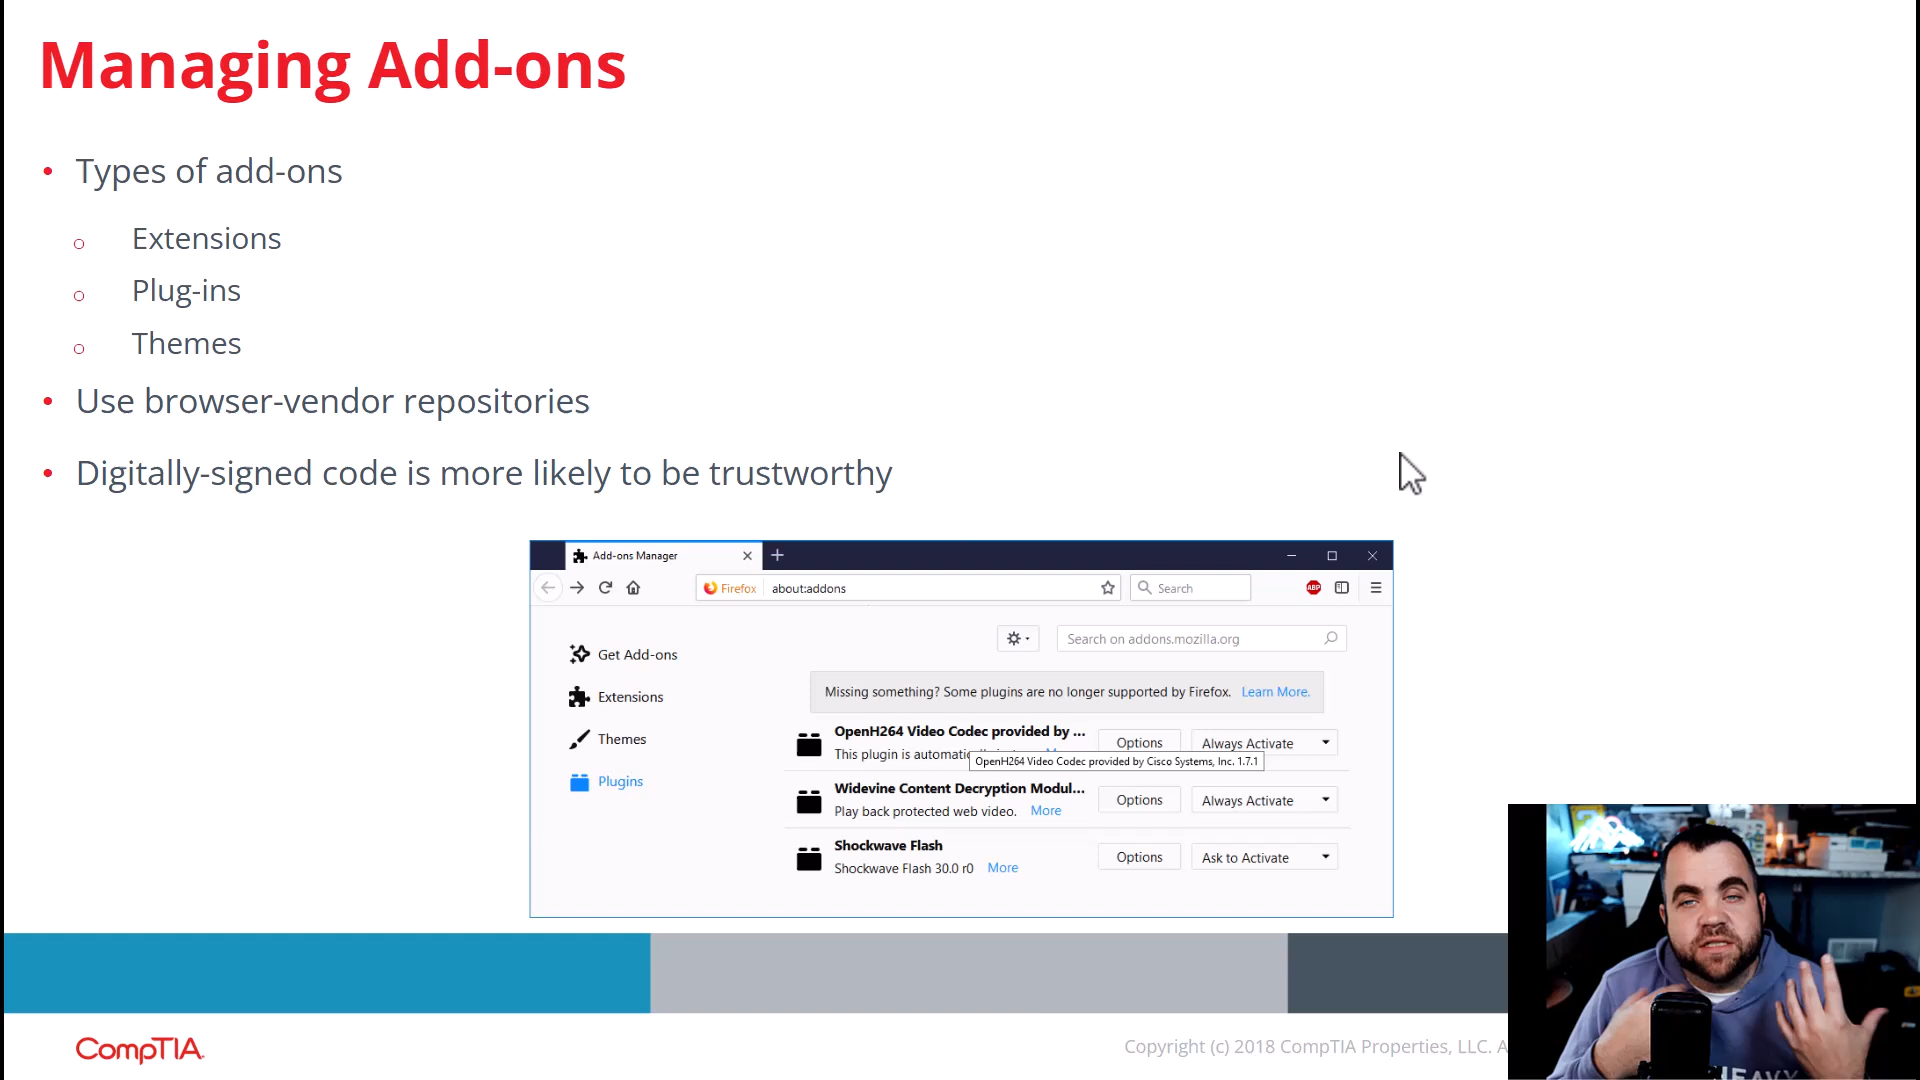 Managing Add-ons
• Types of add-ons
o Extensions
o Plug-ins
o Themes
• Use browser-vendor repositories
• Digitally-signed code is more likely to be trustworthy
Add-ons Manager
Firefox about:addons Search
ABP
Search on addons.mozilla.org
Get Add-ons
Extensions
Themes
Plugins
Missing something? Some plugins are no longer supported by Firefox. Learn More.
OpenH264 Video Codec provided by ... Options Always Activate
This plugin is automatic
OpenH264 Video Codec provided by Cisco Systems, Inc. 1.7.1
Widevine Content Decryption Modul... Options Always Activate
Play back protected web video. More
Shockwave Flash Options Ask to Activate
Shockwave Flash 30.0 r0 More
CompTIA.
Copyright (c) 2018 CompTIA Properties, LLC. A
HEAVY